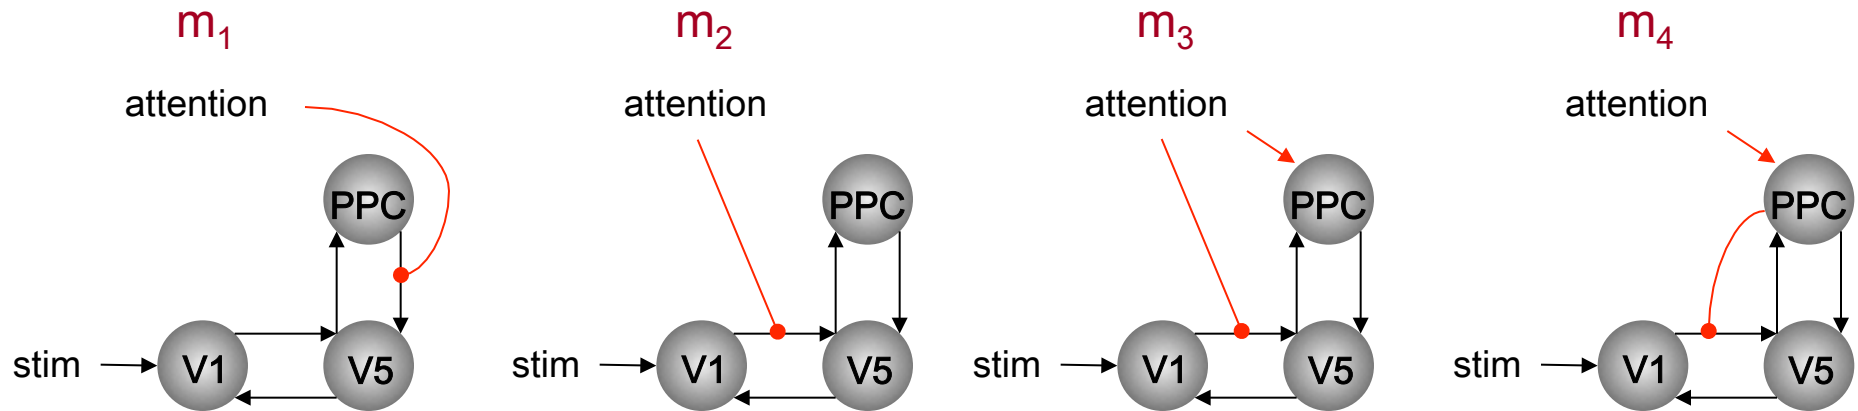 m1 m2 m3 m4
attention attention attention attention
PPC PPC PPC PPC
stim V1 V5 stim V1 V5 stim V1 V5 stim V1 V5